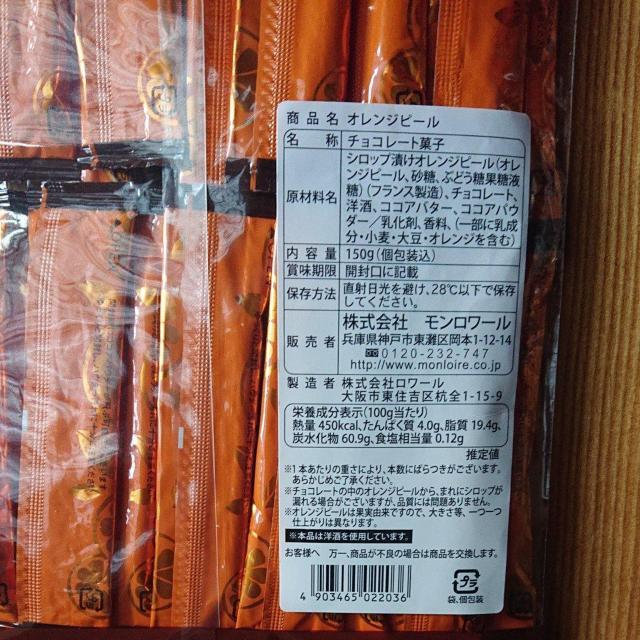 商品名 オレンジピール
名称 チョコレート菓子
原材料名 シロップ漬けオレンジピール(オレ
ンジピール、砂糖、ぶどう糖果糖液
糖)(フランス製造)、チョコレート、
洋酒、ココアバター、ココアパウ
ダー/乳化剤、香料、(一部に乳成
分・小麦・大豆・オレンジを含む)
内容量 150g(個包装込)
賞味期限 開封口に記載
保存方法 直射日光を避け、28℃以下で保存
してください。
販売者 株式会社 モンロワール
兵庫県神戸市東灘区岡本1-12-14
0120-232-747
http://www.monloire.co.jp
製造者 株式会社ロワール
大阪市東住吉区杭全1-15-9
栄養成分表示(100g当たり)
熱量 450kcal、たんぱく質 4.0g、脂質 19.4g、
炭水化物 60.9g、食塩相当量 0.12g
推定値
※1本あたりの重さにより、本数にばらつきがございます。
あらかじめご了承ください。
※チョコレートの中のオレンジピールから、まれにシロップが
漏れる場合がございますが、品質には問題ありません。
※オレンジピールは果実由来ですので、大きさ等、一つ一つ
仕上がりは異なります。
※本品は洋酒を使用しています。
お客様へ 万一、商品が不良の場合は商品を交換します。
4 903465 022036
プラ
袋、個包装